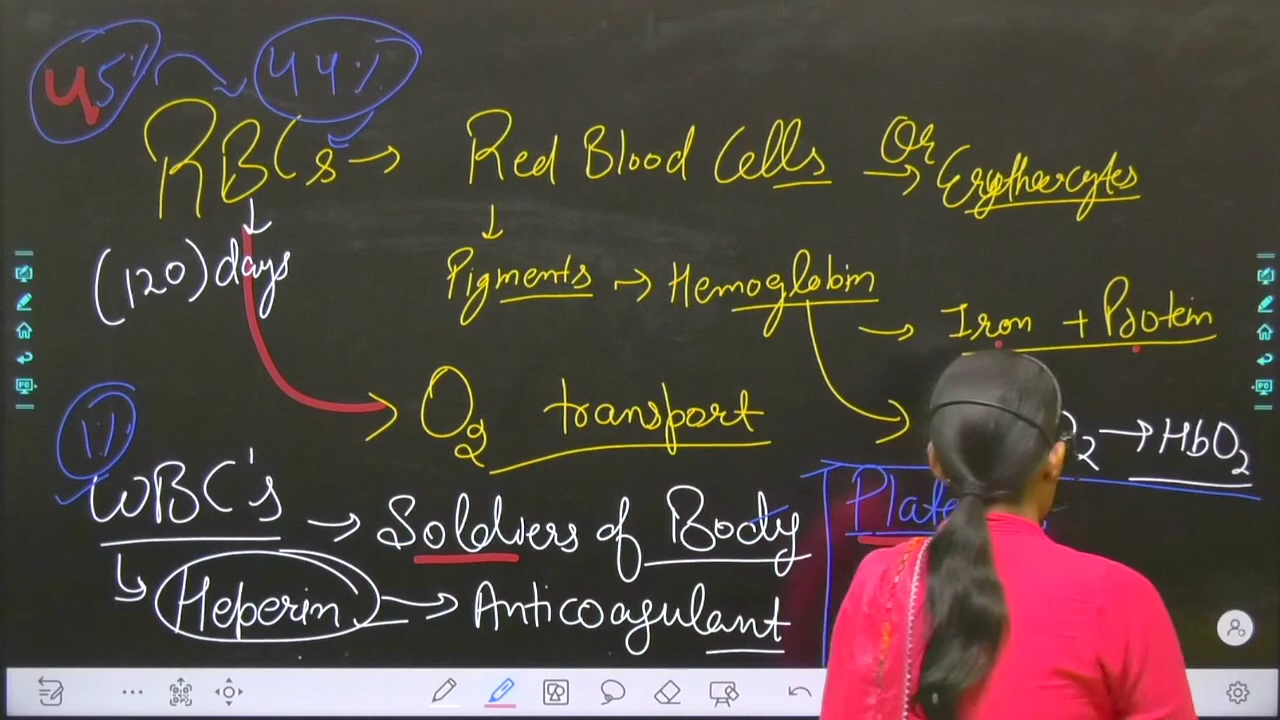 45% 44%
RBCs → Red Blood Cells Or → Erytherocytes
(120) days
Pigments → Hemoglobin → Iron + Protein
O2 transport
2 → HbO2
1%
WBC's → Soldiers of Body
Plate
Heperin → Anticoagulant